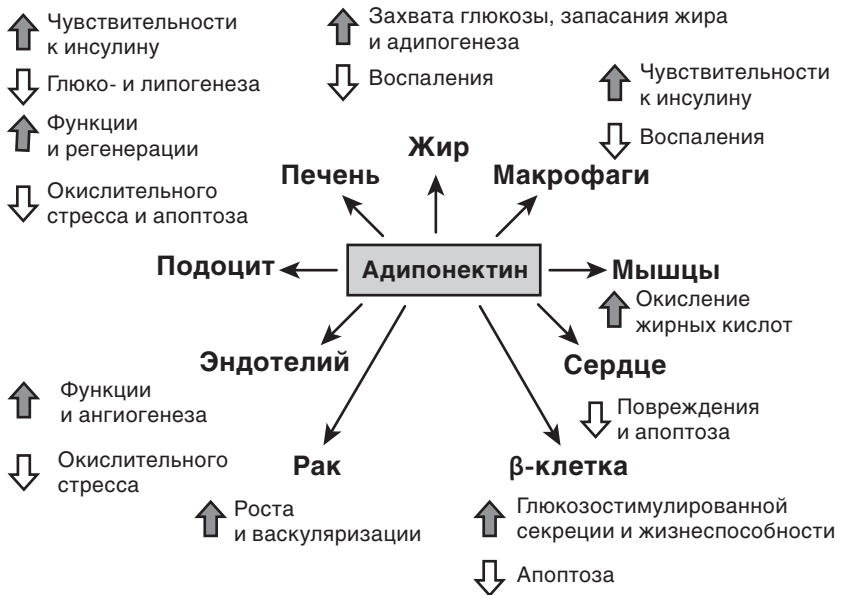 Чувствительности
к инсулину
Глюко- и липогенеза
Функции
и регенерации
Окислительного
стресса и апоптоза
Захвата глюкозы, запасания жира
и адипогенеза
Воспаления
Чувствительности
к инсулину
Воспаления
Жир
Печень
Макрофаги
Подоцит
Адипонектин
Мышцы
Окисление
жирных кислот
Эндотелий
Сердце
Функции
и ангиогенеза
Повреждения
и апоптоза
Окислительного
стресса
Рак
β-клетка
Роста
и васкуляризации
Глюкозостимулированной
секреции и жизнеспособности
Апоптоза